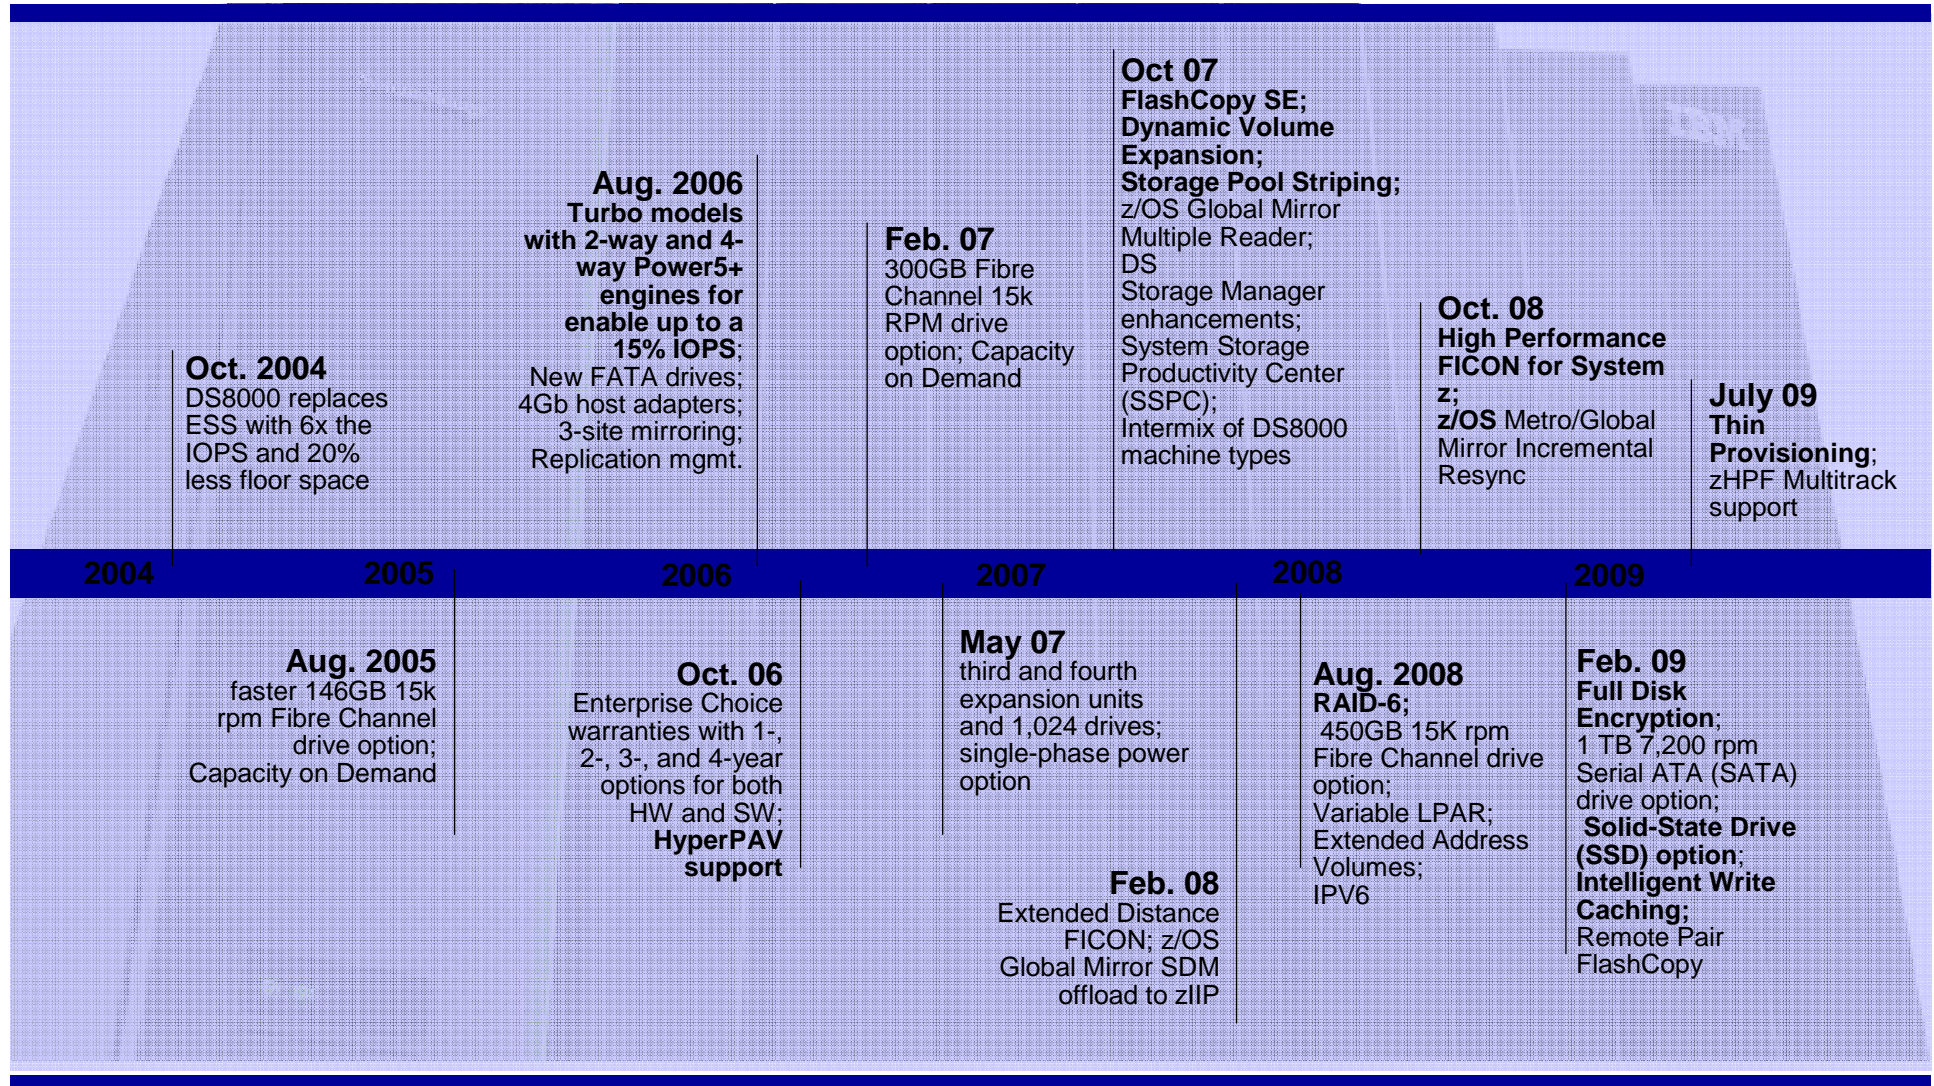 Oct. 2004
DS8000 replaces
ESS with 6x the
IOPS and 20%
less floor space
Aug. 2006
Turbo models
with 2-way and 4-
way Power5+
engines for
enable up to a
15% IOPS;
New FATA drives;
4Gb host adapters;
3-site mirroring;
Replication mgmt.
Feb. 07
300GB Fibre
Channel 15k
RPM drive
option; Capacity
on Demand
Oct 07
FlashCopy SE;
Dynamic Volume
Expansion;
Storage Pool Striping;
z/OS Global Mirror
Multiple Reader;
DS
Storage Manager
enhancements;
System Storage
Productivity Center
(SSPC);
Intermix of DS8000
machine types
Oct. 08
High Performance
FICON for System
z;
z/OS Metro/Global
Mirror Incremental
Resync
July 09
Thin
Provisioning;
zHPF Multitrack
support
IBM
2004 2005 2006 2007 2008 2009
Aug. 2005
faster 146GB 15k
rpm Fibre Channel
drive option;
Capacity on Demand
Oct. 06
Enterprise Choice
warranties with 1-,
2-, 3-, and 4-year
options for both
HW and SW;
HyperPAV
support
May 07
third and fourth
expansion units
and 1,024 drives;
single-phase power
option
Feb. 08
Extended Distance
FICON; z/OS
Global Mirror SDM
offload to zIIP
Aug. 2008
RAID-6;
450GB 15K rpm
Fibre Channel drive
option;
Variable LPAR;
Extended Address
Volumes;
IPV6
Feb. 09
Full Disk
Encryption;
1 TB 7,200 rpm
Serial ATA (SATA)
drive option;
Solid-State Drive
(SSD) option;
Intelligent Write
Caching;
Remote Pair
FlashCopy